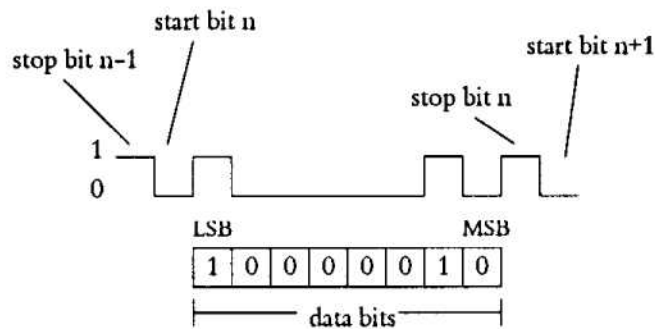 start bit n
stop bit n-1
start bit n+1
stop bit n
1
0
LSB MSB
1 0 0 0 0 0 1 0
data bits